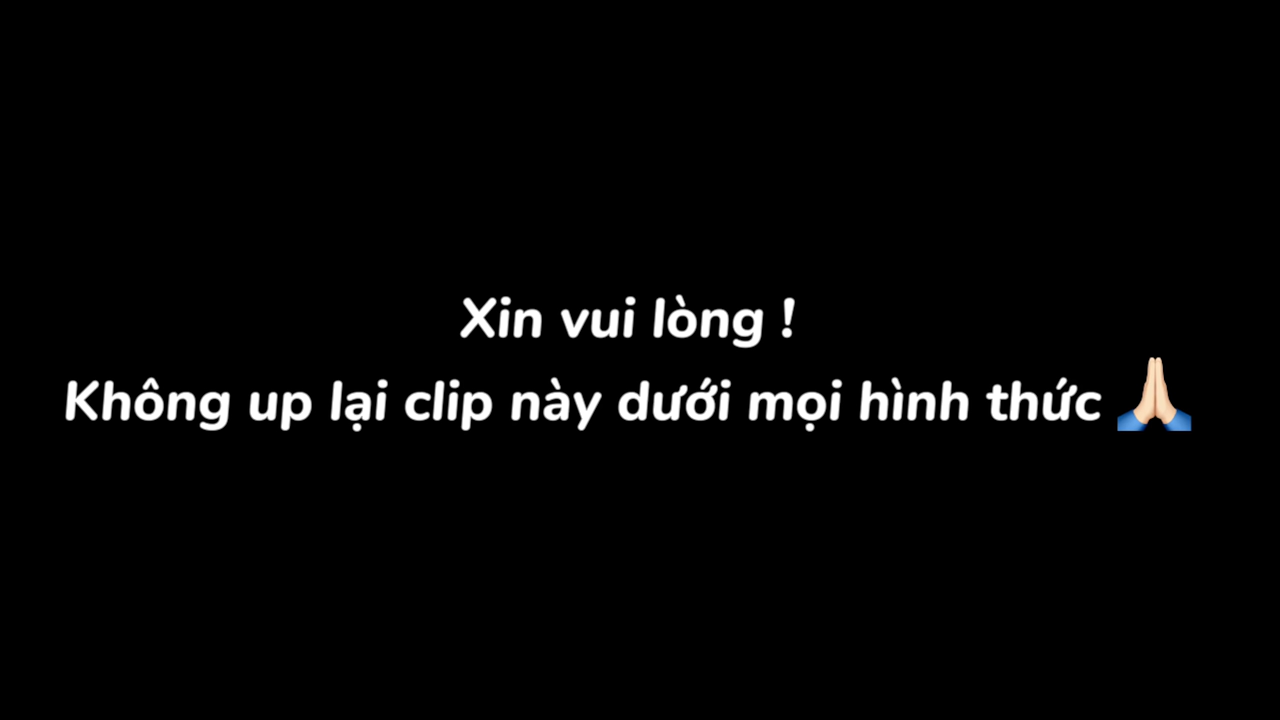 Xin vui lòng !
Không up lại clip này dưới mọi hình thức 🙏🏻